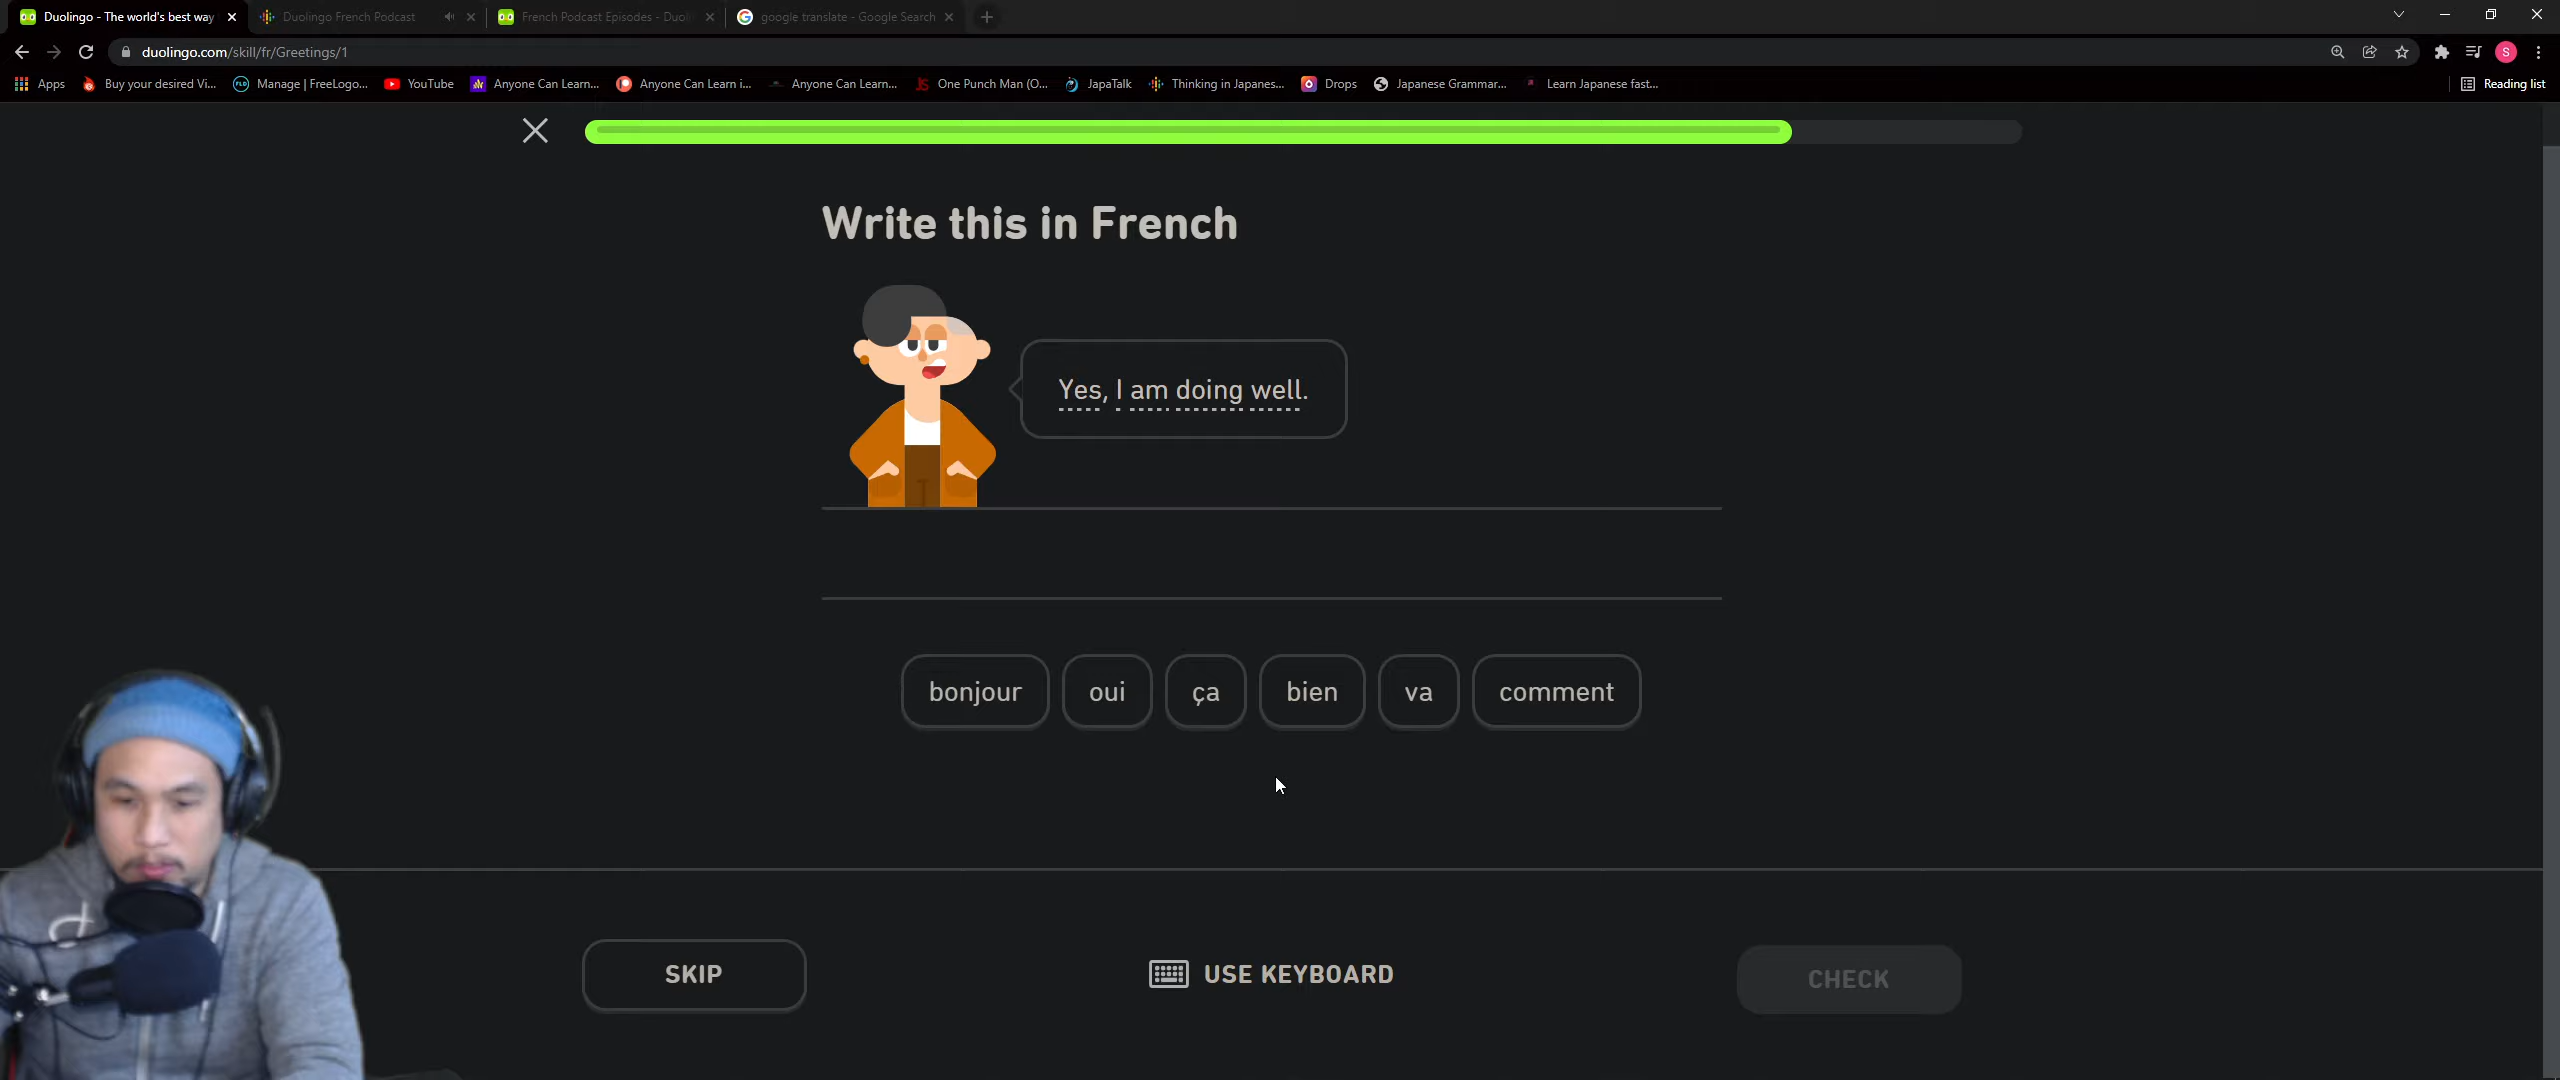 Duolingo - The world's best way
Duolingo French Podcast
French Podcast Episodes - Duoli
google translate - Google Search
duolingo.com/skill/fr/Greetings/1
S
Apps
Buy your desired Vi...
Manage | FreeLogo...
YouTube
Anyone Can Learn...
Anyone Can Learn i...
Anyone Can Learn...
One Punch Man (O...
JapaTalk
Thinking in Japanes...
Drops
Japanese Grammar...
Learn Japanese fast...
Reading list
Write this in French
Yes, I am doing well.
bonjour
oui
ça
bien
va
comment
SKIP
USE KEYBOARD
CHECK